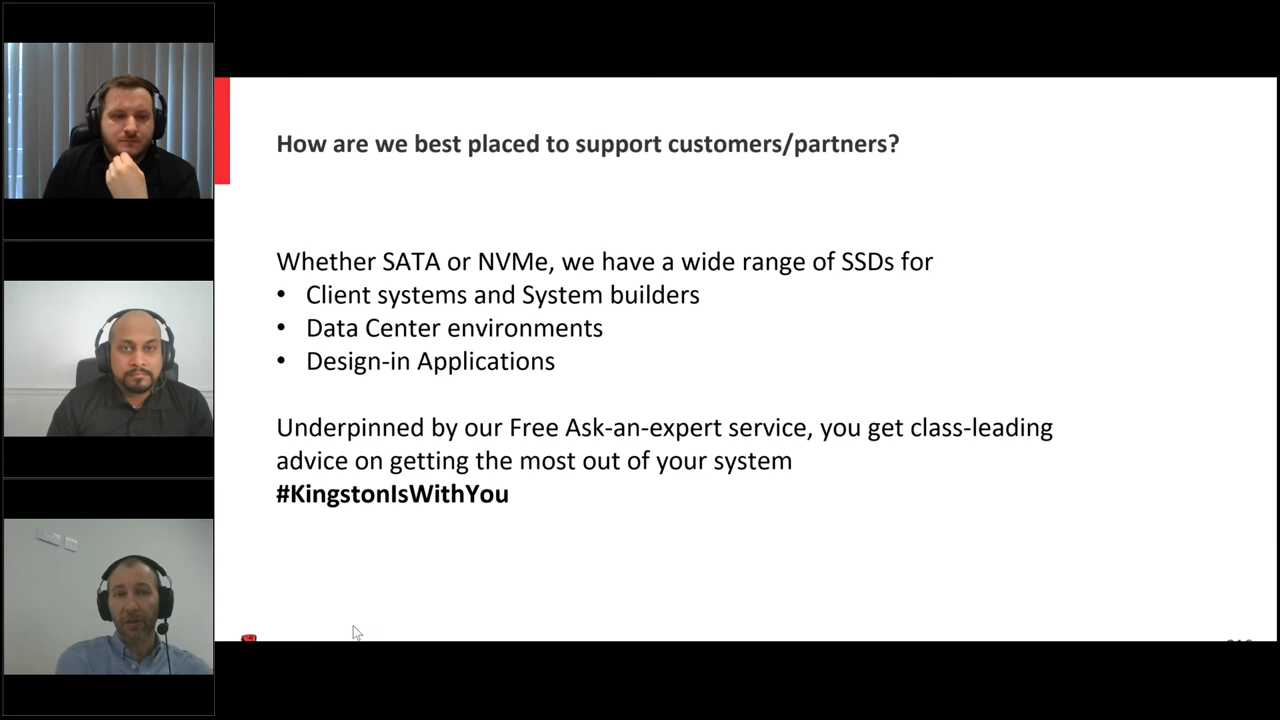 How are we best placed to support customers/partners?
Whether SATA or NVMe, we have a wide range of SSDs for
• Client systems and System builders
• Data Center environments
• Design-in Applications
Underpinned by our Free Ask-an-expert service, you get class-leading
advice on getting the most out of your system
#KingstonIsWithYou